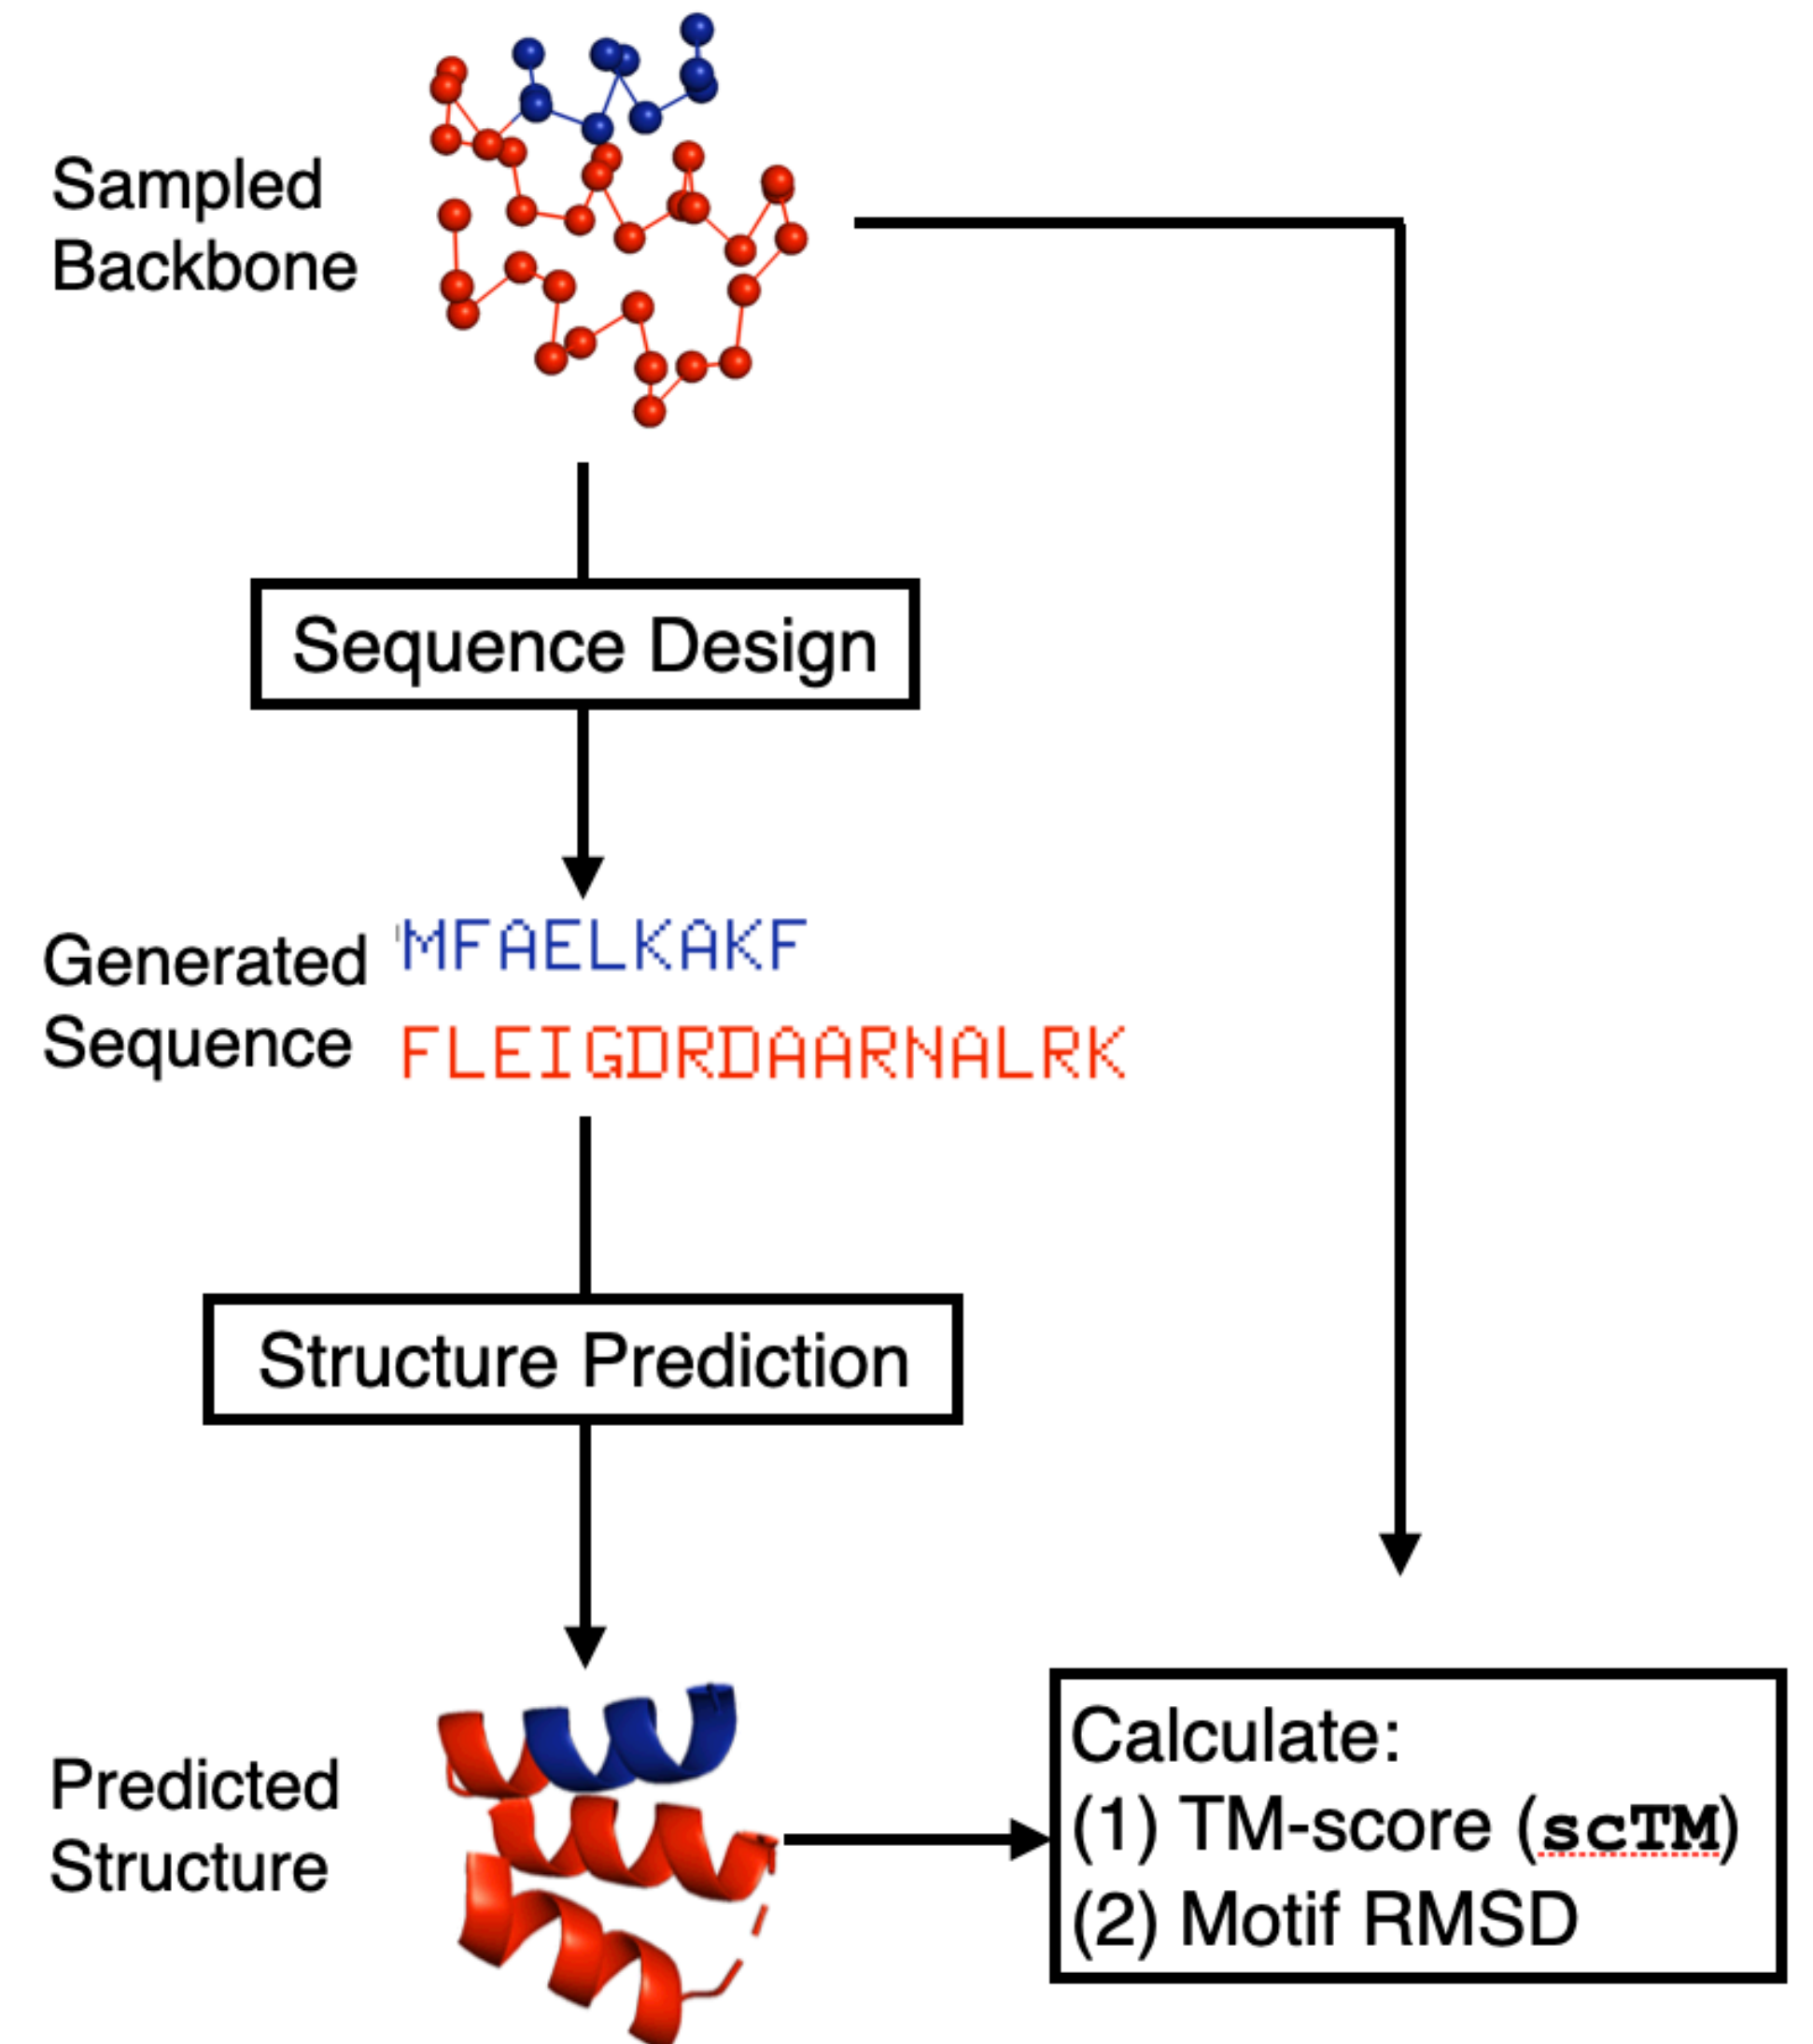 Sampled
Backbone
Sequence Design
Generated
Sequence
MFAELKAKF
FLEIGDRDAARNALRK
Structure Prediction
Predicted
Structure
Calculate:
(1) TM-score (scTM)
(2) Motif RMSD